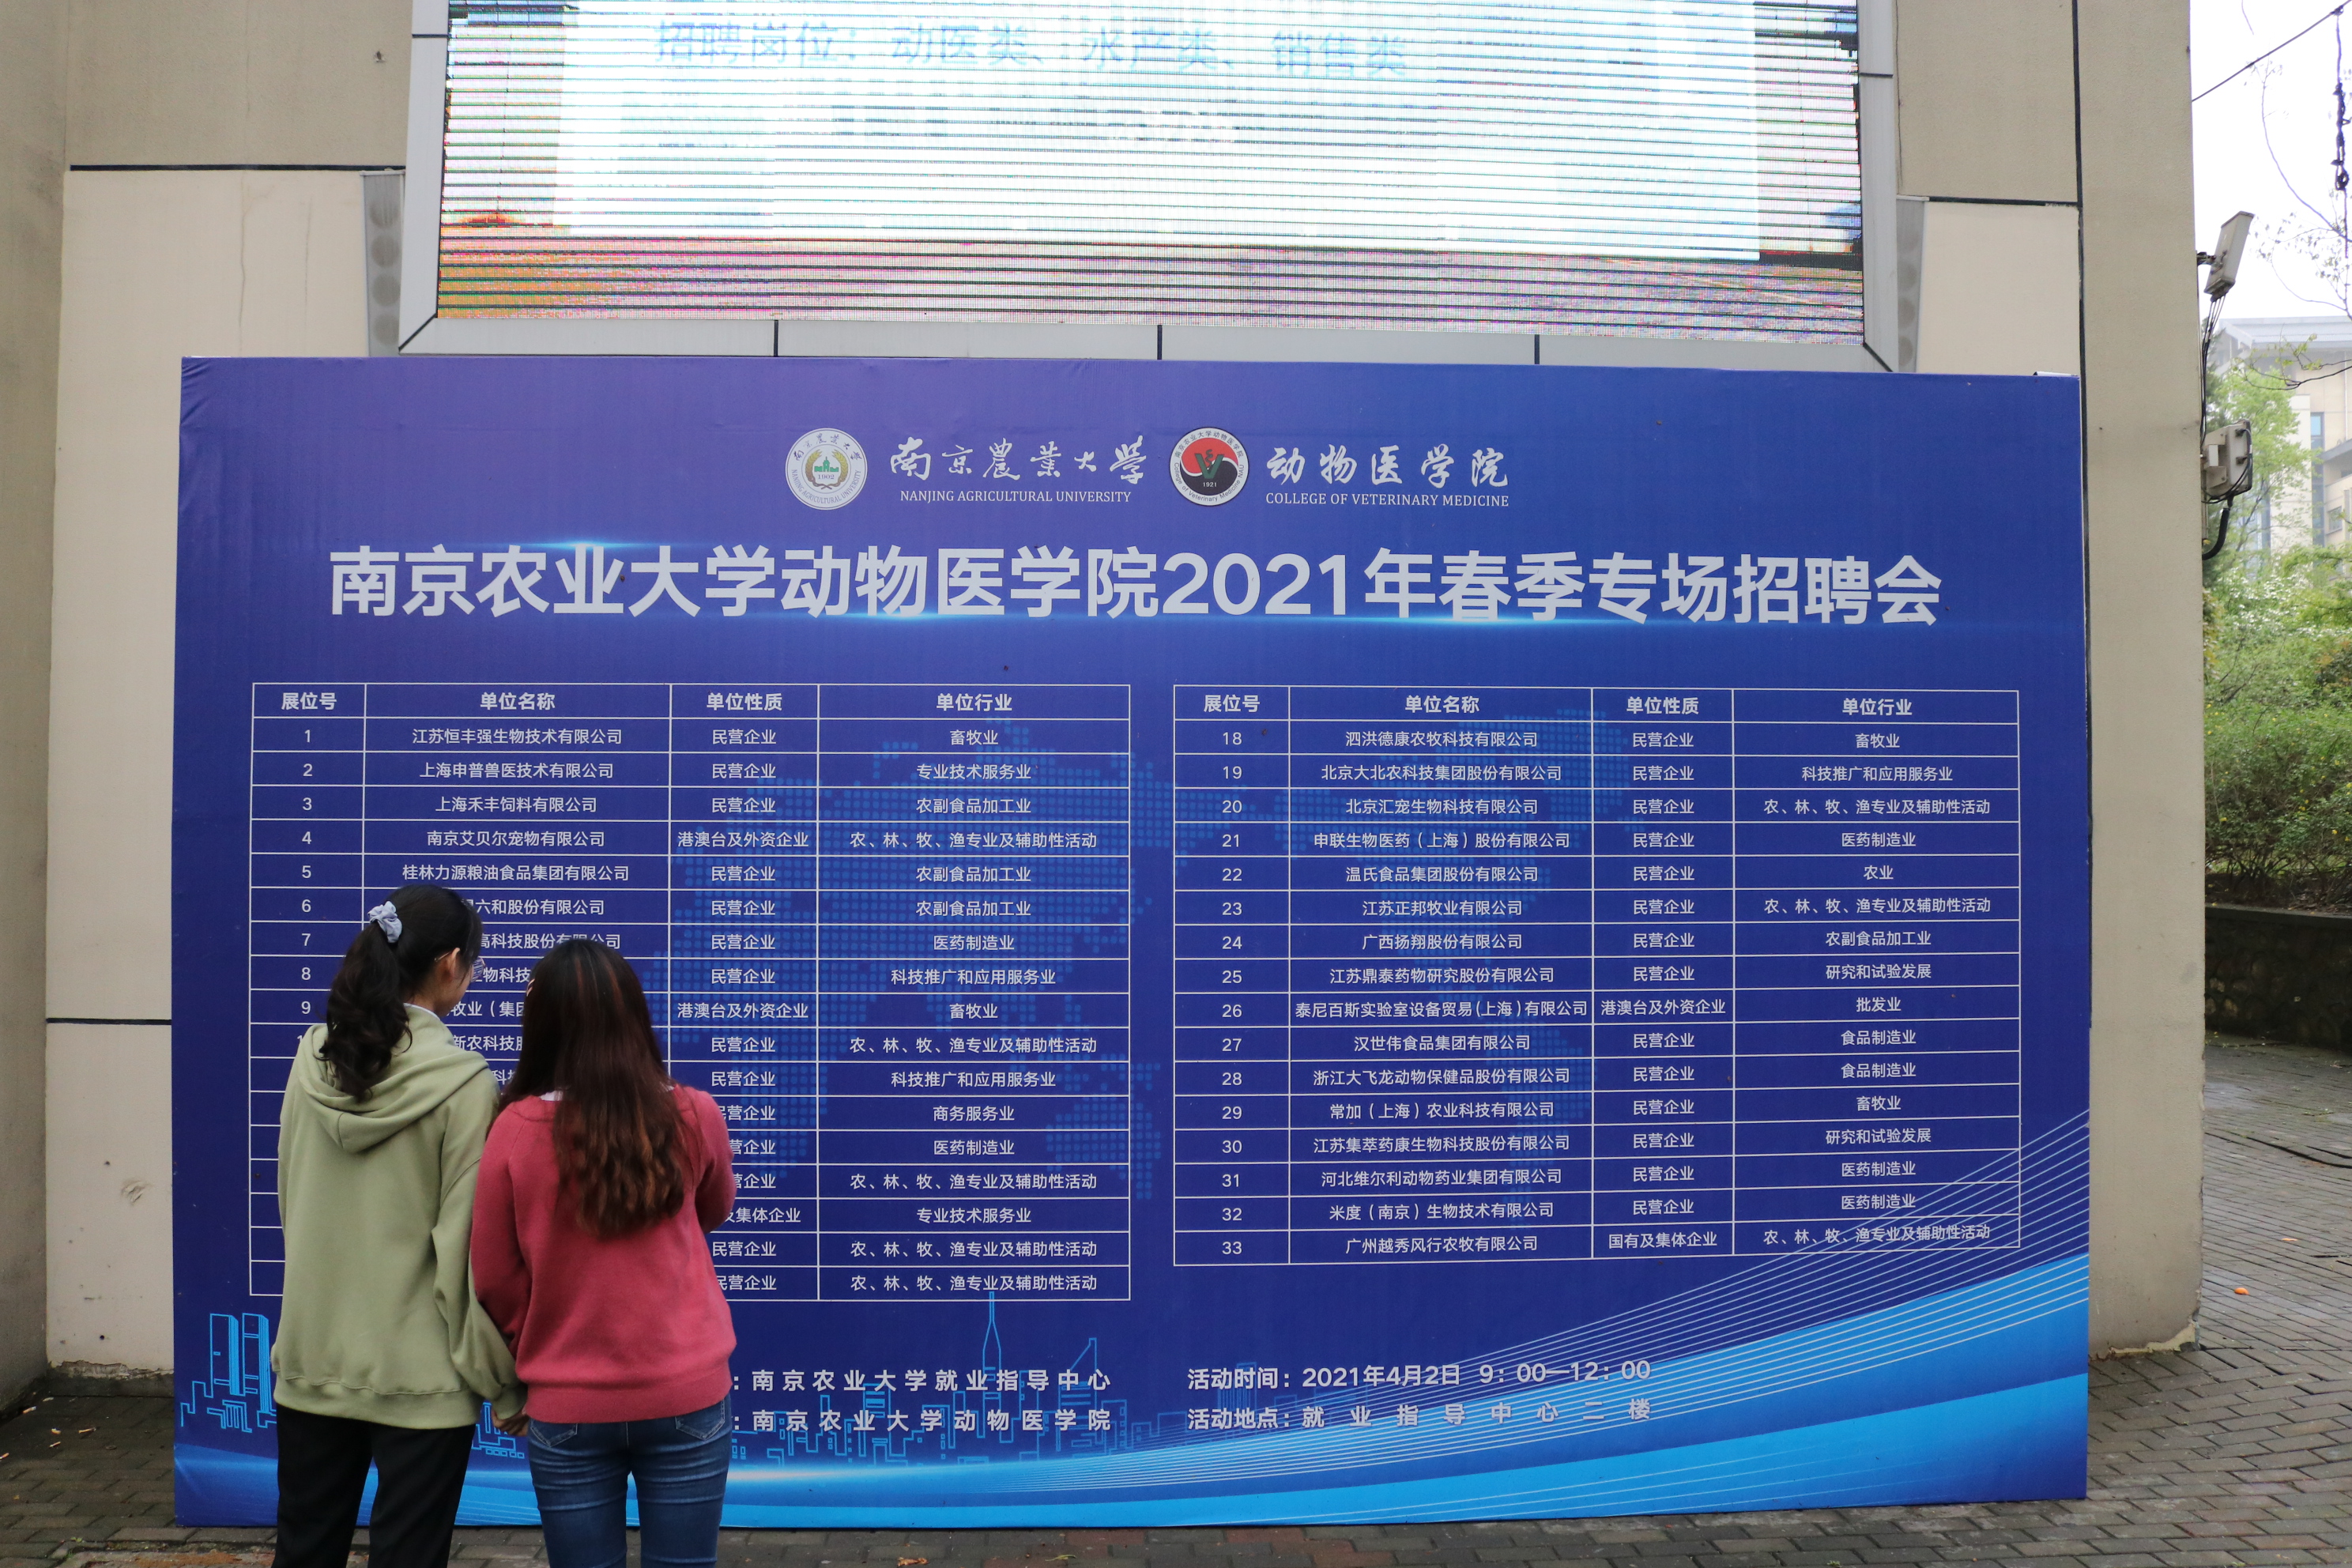 招聘岗位：动医类、水产类、销售类
南京農業大学
NANJING AGRICULTURAL UNIVERSITY
动物医学院
COLLEGE OF VETERINARY MEDICINE
南京农业大学动物医学院2021年春季专场招聘会
展位号 单位名称 单位性质 单位行业
1 江苏恒丰强生物技术有限公司 民营企业 畜牧业
2 上海申普兽医技术有限公司 民营企业 专业技术服务业
3 上海禾丰饲料有限公司 民营企业 农副食品加工业
4 南京艾贝尔宠物有限公司 港澳台及外资企业 农、林、牧、渔专业及辅助性活动
5 桂林力源粮油食品集团有限公司 民营企业 农副食品加工业
6 六和股份有限公司 民营企业 农副食品加工业
7 高科技股份有限公司 民营企业 医药制造业
8 物科技 民营企业 科技推广和应用服务业
9 牧业（集团 港澳台及外资企业 畜牧业
新农科技 民营企业 农、林、牧、渔专业及辅助性活动
科 民营企业 科技推广和应用服务业
民营企业 商务服务业
营企业 医药制造业
营企业 农、林、牧、渔专业及辅助性活动
及集体企业 专业技术服务业
民营企业 农、林、牧、渔专业及辅助性活动
民营企业 农、林、牧、渔专业及辅助性活动
展位号 单位名称 单位性质 单位行业
18 泗洪德康农牧科技有限公司 民营企业 畜牧业
19 北京大北农科技集团股份有限公司 民营企业 科技推广和应用服务业
20 北京汇宠生物科技有限公司 民营企业 农、林、牧、渔专业及辅助性活动
21 申联生物医药（上海）股份有限公司 民营企业 医药制造业
22 温氏食品集团股份有限公司 民营企业 农业
23 江苏正邦牧业有限公司 民营企业 农、林、牧、渔专业及辅助性活动
24 广西扬翔股份有限公司 民营企业 农副食品加工业
25 江苏鼎泰药物研究股份有限公司 民营企业 研究和试验发展
26 泰尼百斯实验室设备贸易(上海)有限公司 港澳台及外资企业 批发业
27 汉世伟食品集团有限公司 民营企业 食品制造业
28 浙江大飞龙动物保健品股份有限公司 民营企业 食品制造业
29 常加（上海）农业科技有限公司 民营企业 畜牧业
30 江苏集萃药康生物科技股份有限公司 民营企业 研究和试验发展
31 河北维尔利动物药业集团有限公司 民营企业 医药制造业
32 米度（南京）生物技术有限公司 民营企业 医药制造业
33 广州越秀风行农牧有限公司 国有及集体企业 农、林、牧、渔专业及辅助性活动
：南京农业大学就业指导中心
：南京农业大学动物医学院
活动时间：2021年4月2日 9：00—12：00
活动地点：就业指导中心二楼